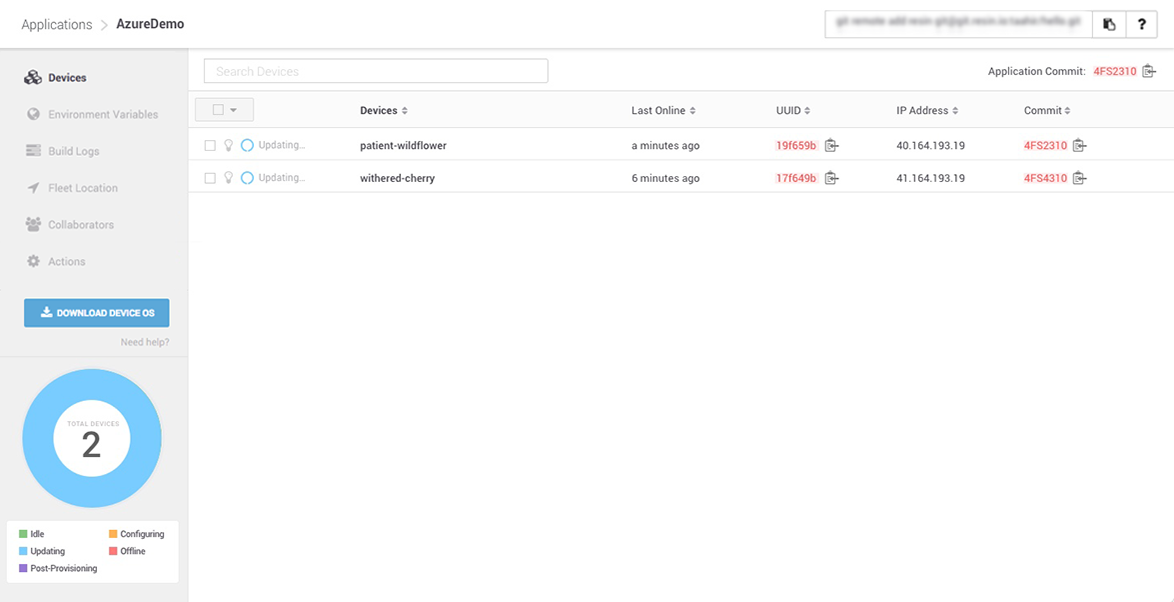 Applications > AzureDemo
Devices
Environment Variables
Build Logs
Fleet Location
Collaborators
Actions
DOWNLOAD DEVICE OS
Need help?
TOTAL DEVICES
2
Idle Configuring
Updating Offline
Post-Provisioning
?
Search Devices Application Commit: 4FS2310
Devices Last Online UUID IP Address Commit
Updating... patient-wildflower a minutes ago 19f659b 40.164.193.19 4FS2310
Updating... withered-cherry 6 minutes ago 17f649b 41.164.193.19 4FS4310